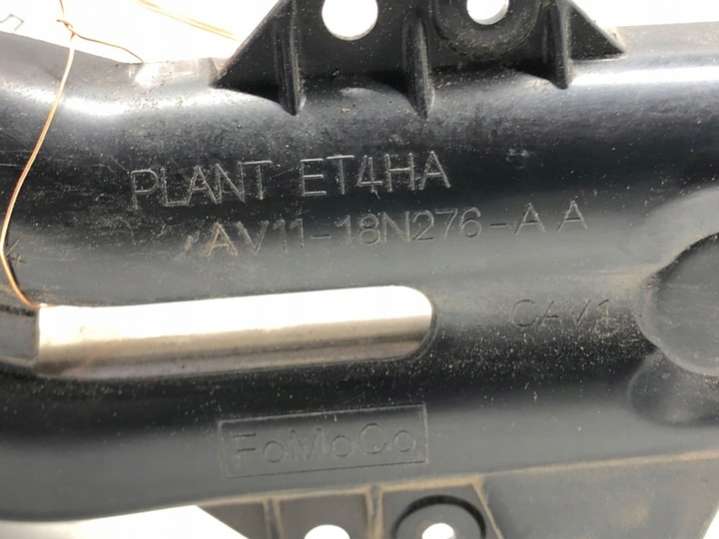 PLANT ET4HA
AV11-18N276-AA
CAV1
FoMoCo